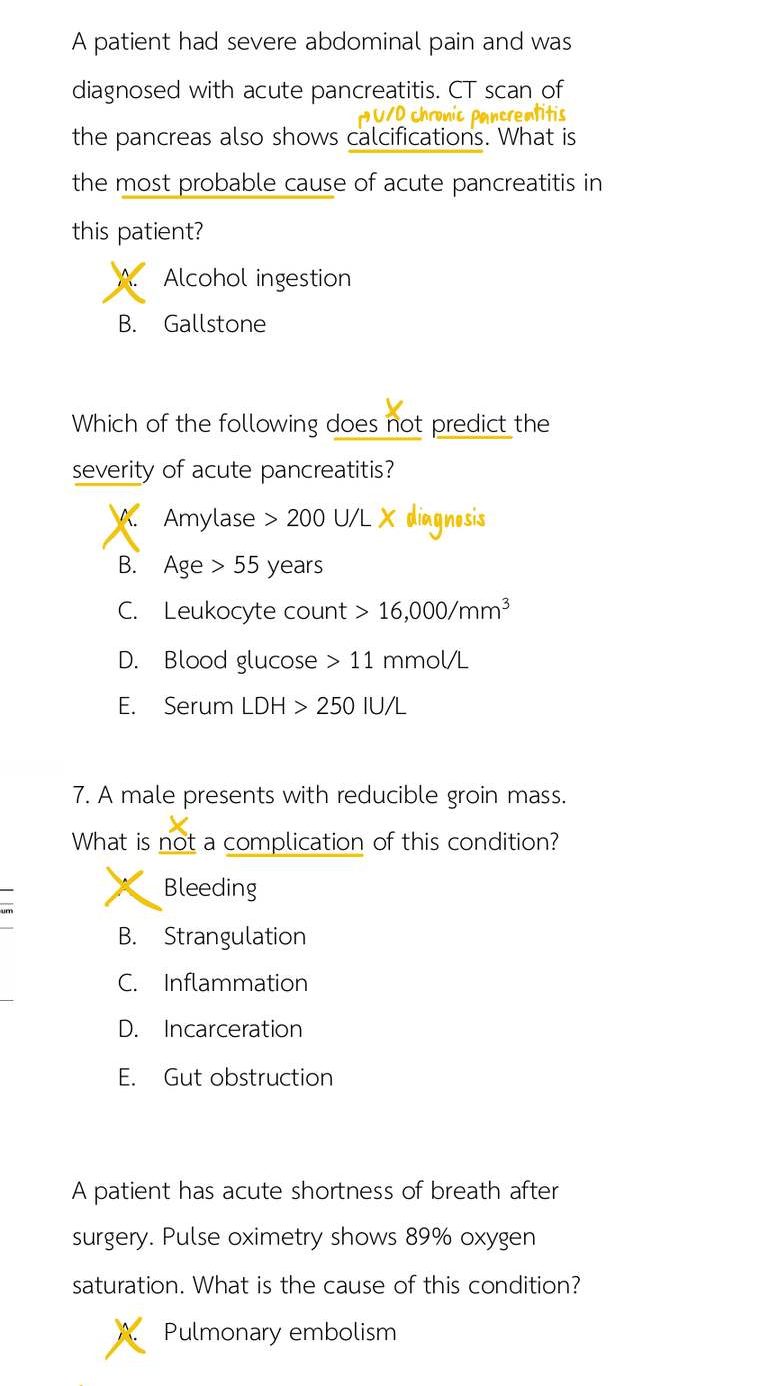 A patient had severe abdominal pain and was
diagnosed with acute pancreatitis. CT scan of
U/D chronic pancreatitis
the pancreas also shows calcifications. What is
the most probable cause of acute pancreatitis in
this patient?
A. Alcohol ingestion
B. Gallstone
Which of the following does not predict the
severity of acute pancreatitis?
A. Amylase > 200 U/L X diagnosis
B. Age > 55 years
C. Leukocyte count > 16,000/mm³
D. Blood glucose > 11 mmol/L
E. Serum LDH > 250 IU/L
7. A male presents with reducible groin mass.
What is not a complication of this condition?
A. Bleeding
B. Strangulation
C. Inflammation
D. Incarceration
E. Gut obstruction
A patient has acute shortness of breath after
surgery. Pulse oximetry shows 89% oxygen
saturation. What is the cause of this condition?
A. Pulmonary embolism